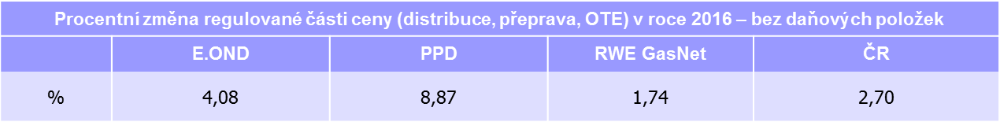 Procentní změna regulované části ceny (distribuce, přeprava, OTE) v roce 2016 – bez daňových položek
E.OND PPD RWE GasNet ČR
% 4,08 8,87 1,74 2,70